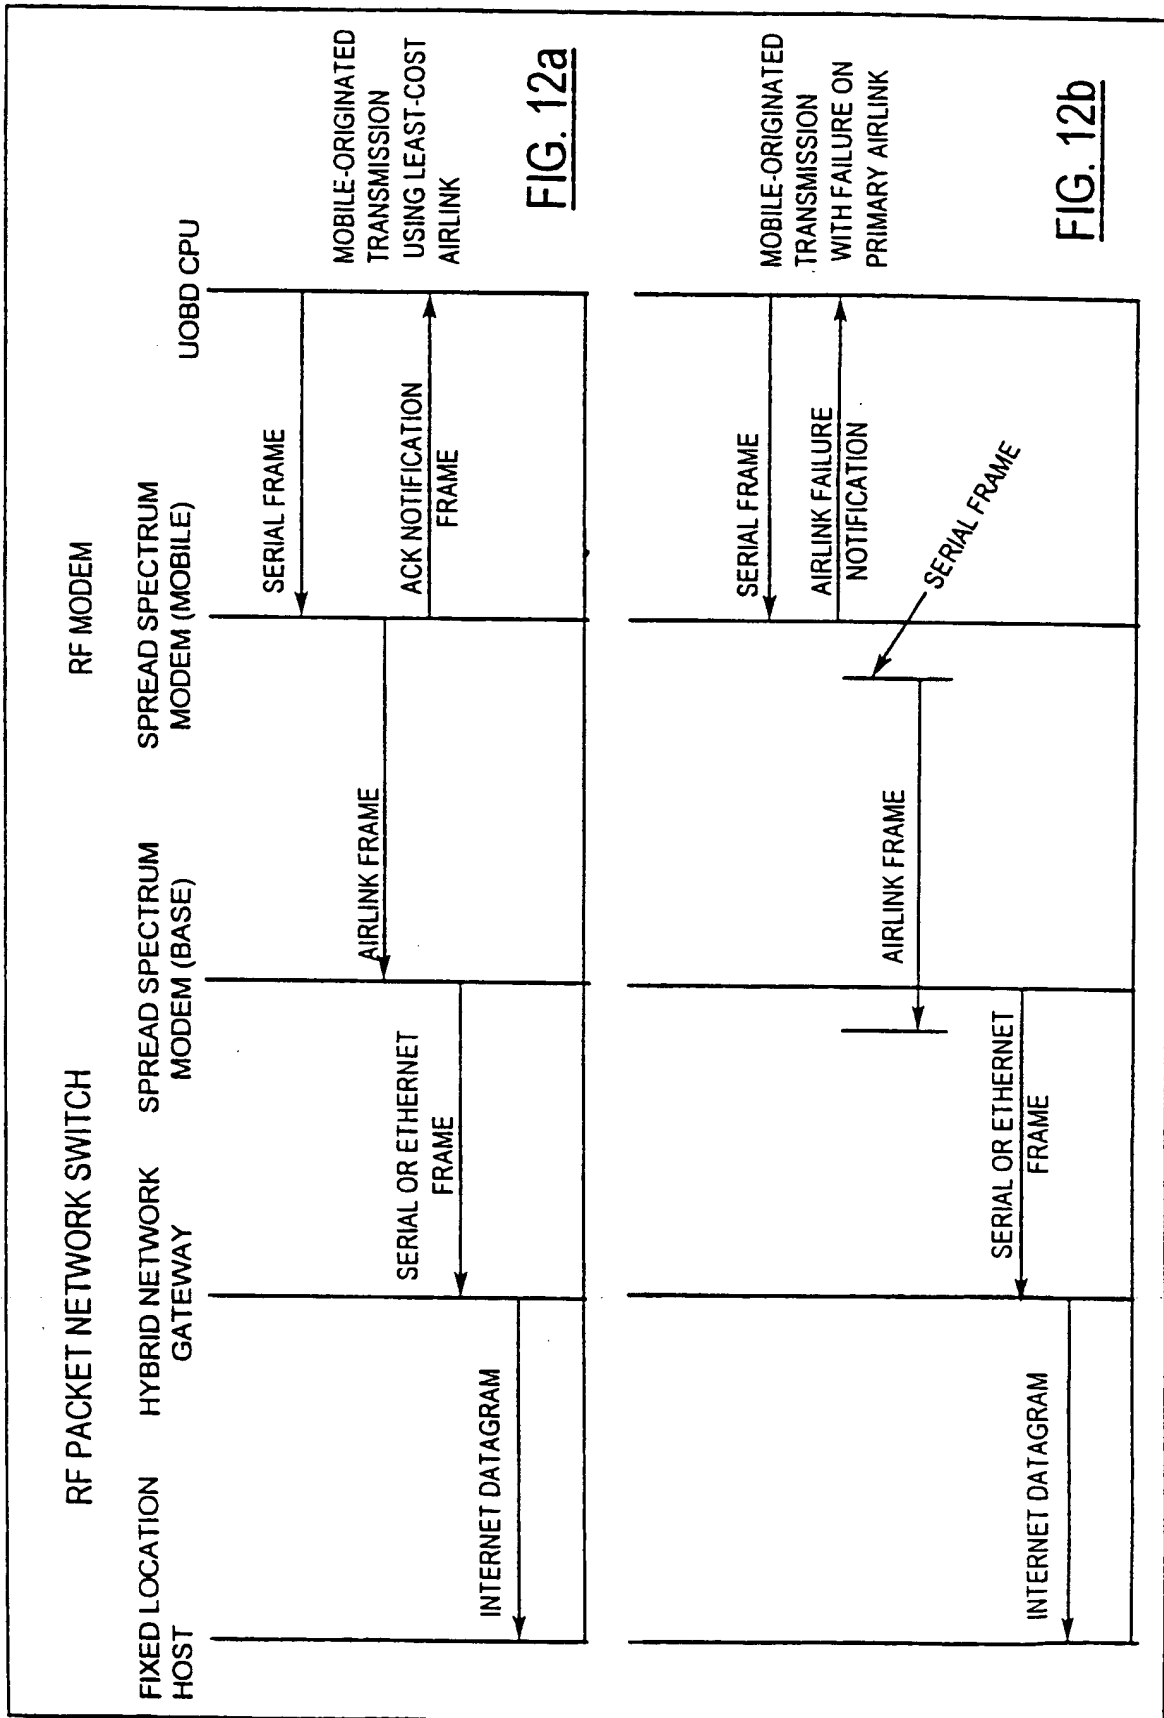 RF PACKET NETWORK SWITCH
RF MODEM
FIXED LOCATION
HOST
HYBRID NETWORK
GATEWAY
SPREAD SPECTRUM
MODEM (BASE)
SPREAD SPECTRUM
MODEM (MOBILE)
UOBD CPU
SERIAL FRAME
AIRLINK FRAME
ACK NOTIFICATION
FRAME
SERIAL OR ETHERNET
FRAME
INTERNET DATAGRAM
MOBILE-ORIGINATED
TRANSMISSION
USING LEAST-COST
AIRLINK
FIG. 12a
SERIAL FRAME
AIRLINK FAILURE
NOTIFICATION
SERIAL FRAME
AIRLINK FRAME
SERIAL OR ETHERNET
FRAME
INTERNET DATAGRAM
MOBILE-ORIGINATED
TRANSMISSION
WITH FAILURE ON
PRIMARY AIRLINK
FIG. 12b